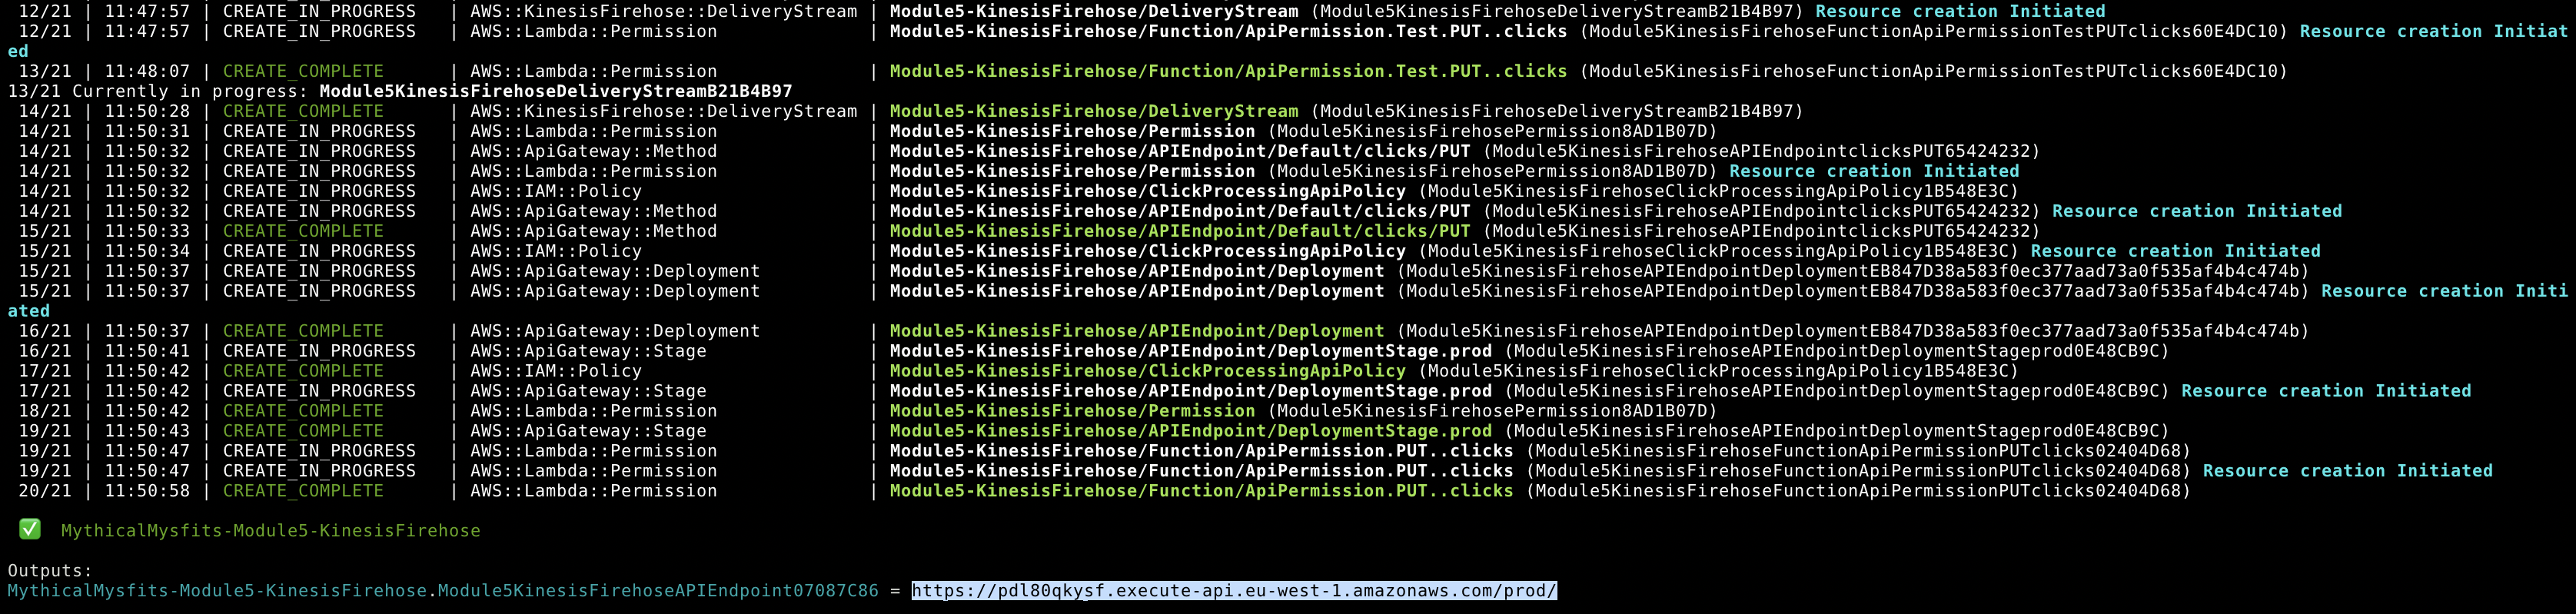 12/21 | 11:47:57 | CREATE_IN_PROGRESS   | AWS::KinesisFirehose::DeliveryStream | Module5-KinesisFirehose/DeliveryStream (Module5KinesisFirehoseDeliveryStreamB21B4B97) Resource creation Initiated
12/21 | 11:47:57 | CREATE_IN_PROGRESS   | AWS::Lambda::Permission             | Module5-KinesisFirehose/Function/ApiPermission.Test.PUT..clicks (Module5KinesisFirehoseFunctionApiPermissionTestPUTclicks60E4DC10) Resource creation Initiat
ed
13/21 | 11:48:07 | CREATE_COMPLETE      | AWS::Lambda::Permission             | Module5-KinesisFirehose/Function/ApiPermission.Test.PUT..clicks (Module5KinesisFirehoseFunctionApiPermissionTestPUTclicks60E4DC10)
13/21 Currently in progress: Module5KinesisFirehoseDeliveryStreamB21B4B97
14/21 | 11:50:28 | CREATE_COMPLETE      | AWS::KinesisFirehose::DeliveryStream | Module5-KinesisFirehose/DeliveryStream (Module5KinesisFirehoseDeliveryStreamB21B4B97)
14/21 | 11:50:31 | CREATE_IN_PROGRESS   | AWS::Lambda::Permission             | Module5-KinesisFirehose/Permission (Module5KinesisFirehosePermission8AD1B07D)
14/21 | 11:50:32 | CREATE_IN_PROGRESS   | AWS::ApiGateway::Method             | Module5-KinesisFirehose/APIEndpoint/Default/clicks/PUT (Module5KinesisFirehoseAPIEndpointclicksPUT65424232)
14/21 | 11:50:32 | CREATE_IN_PROGRESS   | AWS::Lambda::Permission             | Module5-KinesisFirehose/Permission (Module5KinesisFirehosePermission8AD1B07D) Resource creation Initiated
14/21 | 11:50:32 | CREATE_IN_PROGRESS   | AWS::IAM::Policy                    | Module5-KinesisFirehose/ClickProcessingApiPolicy (Module5KinesisFirehoseClickProcessingApiPolicy1B548E3C)
14/21 | 11:50:32 | CREATE_IN_PROGRESS   | AWS::ApiGateway::Method             | Module5-KinesisFirehose/APIEndpoint/Default/clicks/PUT (Module5KinesisFirehoseAPIEndpointclicksPUT65424232) Resource creation Initiated
15/21 | 11:50:33 | CREATE_COMPLETE      | AWS::ApiGateway::Method             | Module5-KinesisFirehose/APIEndpoint/Default/clicks/PUT (Module5KinesisFirehoseAPIEndpointclicksPUT65424232)
15/21 | 11:50:34 | CREATE_IN_PROGRESS   | AWS::IAM::Policy                    | Module5-KinesisFirehose/ClickProcessingApiPolicy (Module5KinesisFirehoseClickProcessingApiPolicy1B548E3C) Resource creation Initiated
15/21 | 11:50:37 | CREATE_IN_PROGRESS   | AWS::ApiGateway::Deployment         | Module5-KinesisFirehose/APIEndpoint/Deployment (Module5KinesisFirehoseAPIEndpointDeploymentEB847D38a583f0ec377aad73a0f535af4b4c474b)
15/21 | 11:50:37 | CREATE_IN_PROGRESS   | AWS::ApiGateway::Deployment         | Module5-KinesisFirehose/APIEndpoint/Deployment (Module5KinesisFirehoseAPIEndpointDeploymentEB847D38a583f0ec377aad73a0f535af4b4c474b) Resource creation Initi
ated
16/21 | 11:50:37 | CREATE_COMPLETE      | AWS::ApiGateway::Deployment         | Module5-KinesisFirehose/APIEndpoint/Deployment (Module5KinesisFirehoseAPIEndpointDeploymentEB847D38a583f0ec377aad73a0f535af4b4c474b)
16/21 | 11:50:41 | CREATE_IN_PROGRESS   | AWS::ApiGateway::Stage              | Module5-KinesisFirehose/APIEndpoint/DeploymentStage.prod (Module5KinesisFirehoseAPIEndpointDeploymentStageprod0E48CB9C)
17/21 | 11:50:42 | CREATE_COMPLETE      | AWS::IAM::Policy                    | Module5-KinesisFirehose/ClickProcessingApiPolicy (Module5KinesisFirehoseClickProcessingApiPolicy1B548E3C)
17/21 | 11:50:42 | CREATE_IN_PROGRESS   | AWS::ApiGateway::Stage              | Module5-KinesisFirehose/APIEndpoint/DeploymentStage.prod (Module5KinesisFirehoseAPIEndpointDeploymentStageprod0E48CB9C) Resource creation Initiated
18/21 | 11:50:42 | CREATE_COMPLETE      | AWS::Lambda::Permission             | Module5-KinesisFirehose/Permission (Module5KinesisFirehosePermission8AD1B07D)
19/21 | 11:50:43 | CREATE_COMPLETE      | AWS::ApiGateway::Stage              | Module5-KinesisFirehose/APIEndpoint/DeploymentStage.prod (Module5KinesisFirehoseAPIEndpointDeploymentStageprod0E48CB9C)
19/21 | 11:50:47 | CREATE_IN_PROGRESS   | AWS::Lambda::Permission             | Module5-KinesisFirehose/Function/ApiPermission.PUT..clicks (Module5KinesisFirehoseFunctionApiPermissionPUTclicks02404D68)
19/21 | 11:50:47 | CREATE_IN_PROGRESS   | AWS::Lambda::Permission             | Module5-KinesisFirehose/Function/ApiPermission.PUT..clicks (Module5KinesisFirehoseFunctionApiPermissionPUTclicks02404D68) Resource creation Initiated
20/21 | 11:50:58 | CREATE_COMPLETE      | AWS::Lambda::Permission             | Module5-KinesisFirehose/Function/ApiPermission.PUT..clicks (Module5KinesisFirehoseFunctionApiPermissionPUTclicks02404D68)
✅ MythicalMysfits-Module5-KinesisFirehose
Outputs:
MythicalMysfits-Module5-KinesisFirehose.Module5KinesisFirehoseAPIEndpoint07087C86 = https://pdl80qkysf.execute-api.eu-west-1.amazonaws.com/prod/